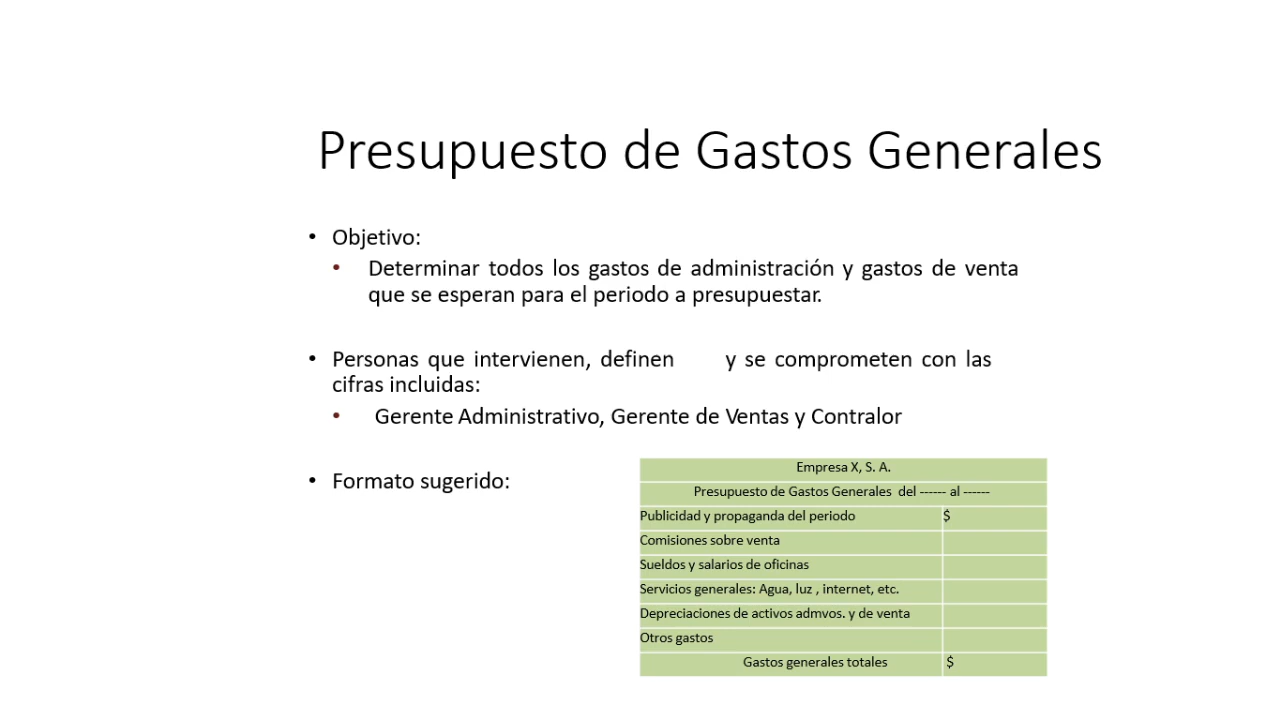 Presupuesto de Gastos Generales
• Objetivo:
• Determinar todos los gastos de administración y gastos de venta
que se esperan para el periodo a presupuestar.
• Personas que intervienen, definen y se comprometen con las
cifras incluidas:
• Gerente Administrativo, Gerente de Ventas y Contralor
• Formato sugerido:
Empresa X, S. A.
Presupuesto de Gastos Generales del ------ al ------
Publicidad y propaganda del periodo $
Comisiones sobre venta
Sueldos y salarios de oficinas
Servicios generales: Agua, luz , internet, etc.
Depreciaciones de activos admvos. y de venta
Otros gastos
Gastos generales totales $